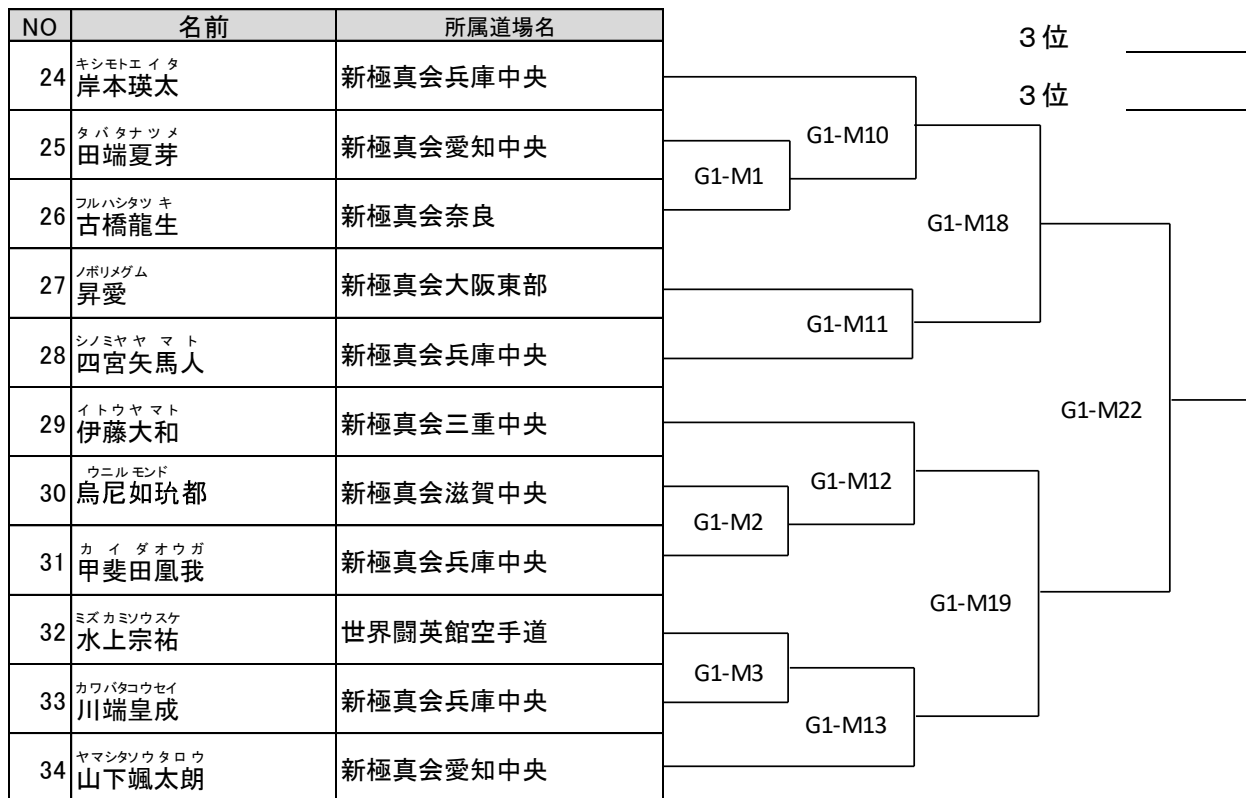 NO 名前 所属道場名
３位
３位
キシモトエイタ
24 岸本瑛太 新極真会兵庫中央
タバタナツメ
25 田端夏芽 新極真会愛知中央
フルハシタツキ
26 古橋龍生 新極真会奈良
ノボリメグム
27 昇愛 新極真会大阪東部
シノミヤヤマト
28 四宮矢馬人 新極真会兵庫中央
イトウヤマト
29 伊藤大和 新極真会三重中央
ウニルモンド
30 烏尼如玧都 新極真会滋賀中央
カイダオウガ
31 甲斐田凰我 新極真会兵庫中央
ミズカミソウスケ
32 水上宗祐 世界闘英館空手道
カワバタコウセイ
33 川端皇成 新極真会兵庫中央
ヤマシタソウタロウ
34 山下颯太朗 新極真会愛知中央
G1-M10
G1-M1
G1-M18
G1-M11
G1-M22
G1-M12
G1-M2
G1-M19
G1-M3
G1-M13